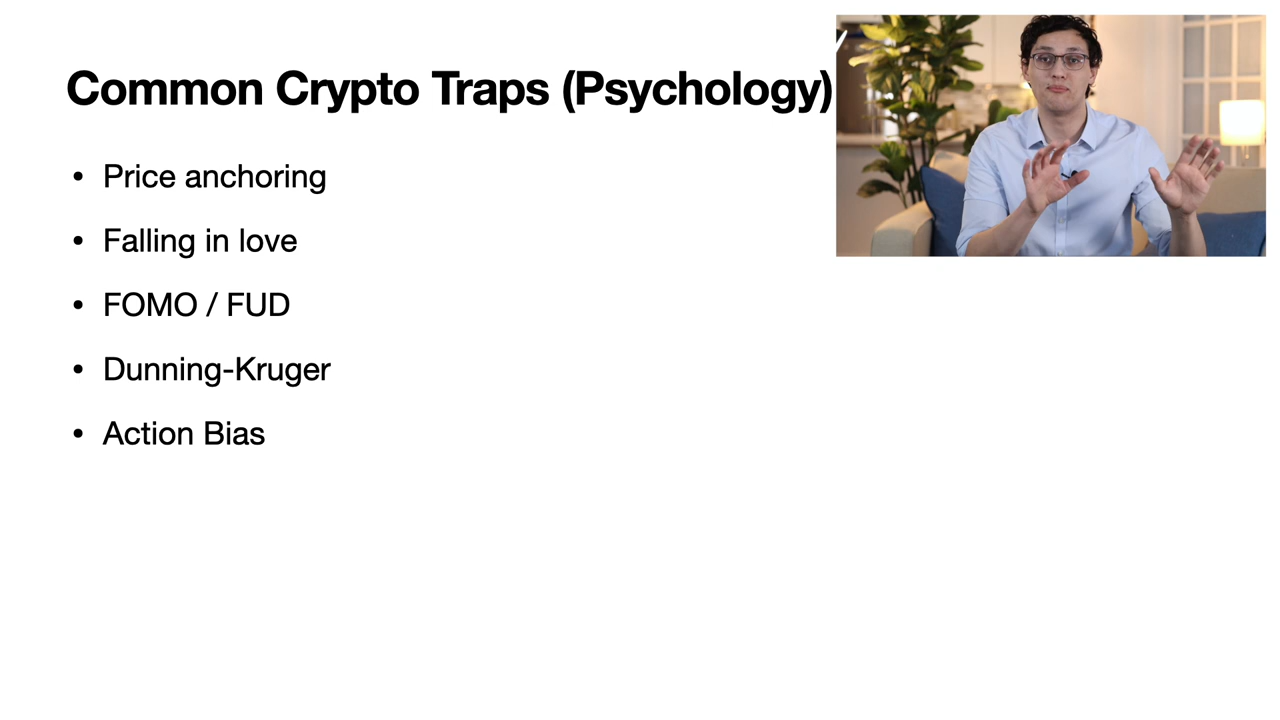 Common Crypto Traps (Psychology)
• Price anchoring
• Falling in love
• FOMO / FUD
• Dunning-Kruger
• Action Bias